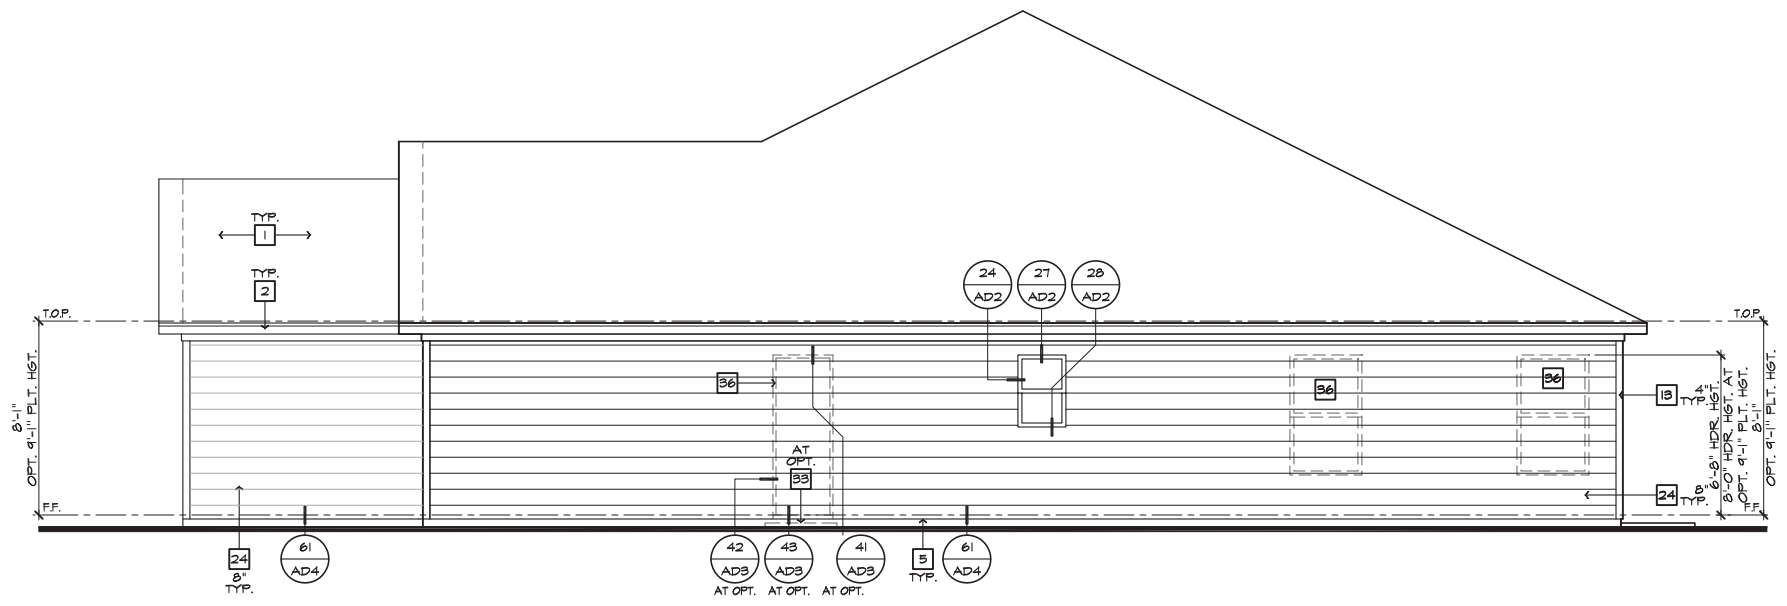 TYP.
1
TYP.
2
24
AD2
27
AD2
28
AD2
T.O.P.
T.O.P.
8'-1"
OPT. 9'-1" PLT. HGT.
36
36
36
13
4"
TYP.
AT
OPT.
33
24
8"
TYP.
6'-8" HDR. HGT.
8'-0" HDR. HGT. AT
OPT. 9'-1" PLT. HGT.
8'-1"
OPT. 9'-1" PLT. HGT.
F.F.
F.F.
24
8"
TYP.
61
AD4
42
AD3
AT OPT.
43
AD3
AT OPT.
41
AD3
AT OPT.
5
TYP.
61
AD4